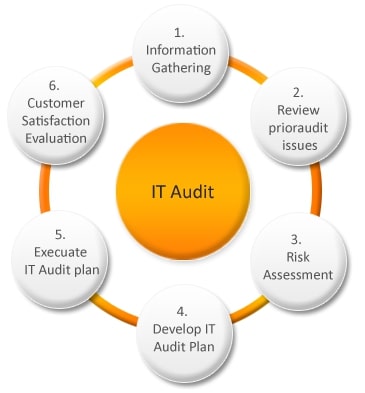 1.
Information
Gathering
2.
Review
prioraudit
issues
3.
Risk
Assessment
4.
Develop IT
Audit Plan
5.
Execuate
IT Audit plan
6.
Customer
Satisfaction
Evaluation
IT Audit